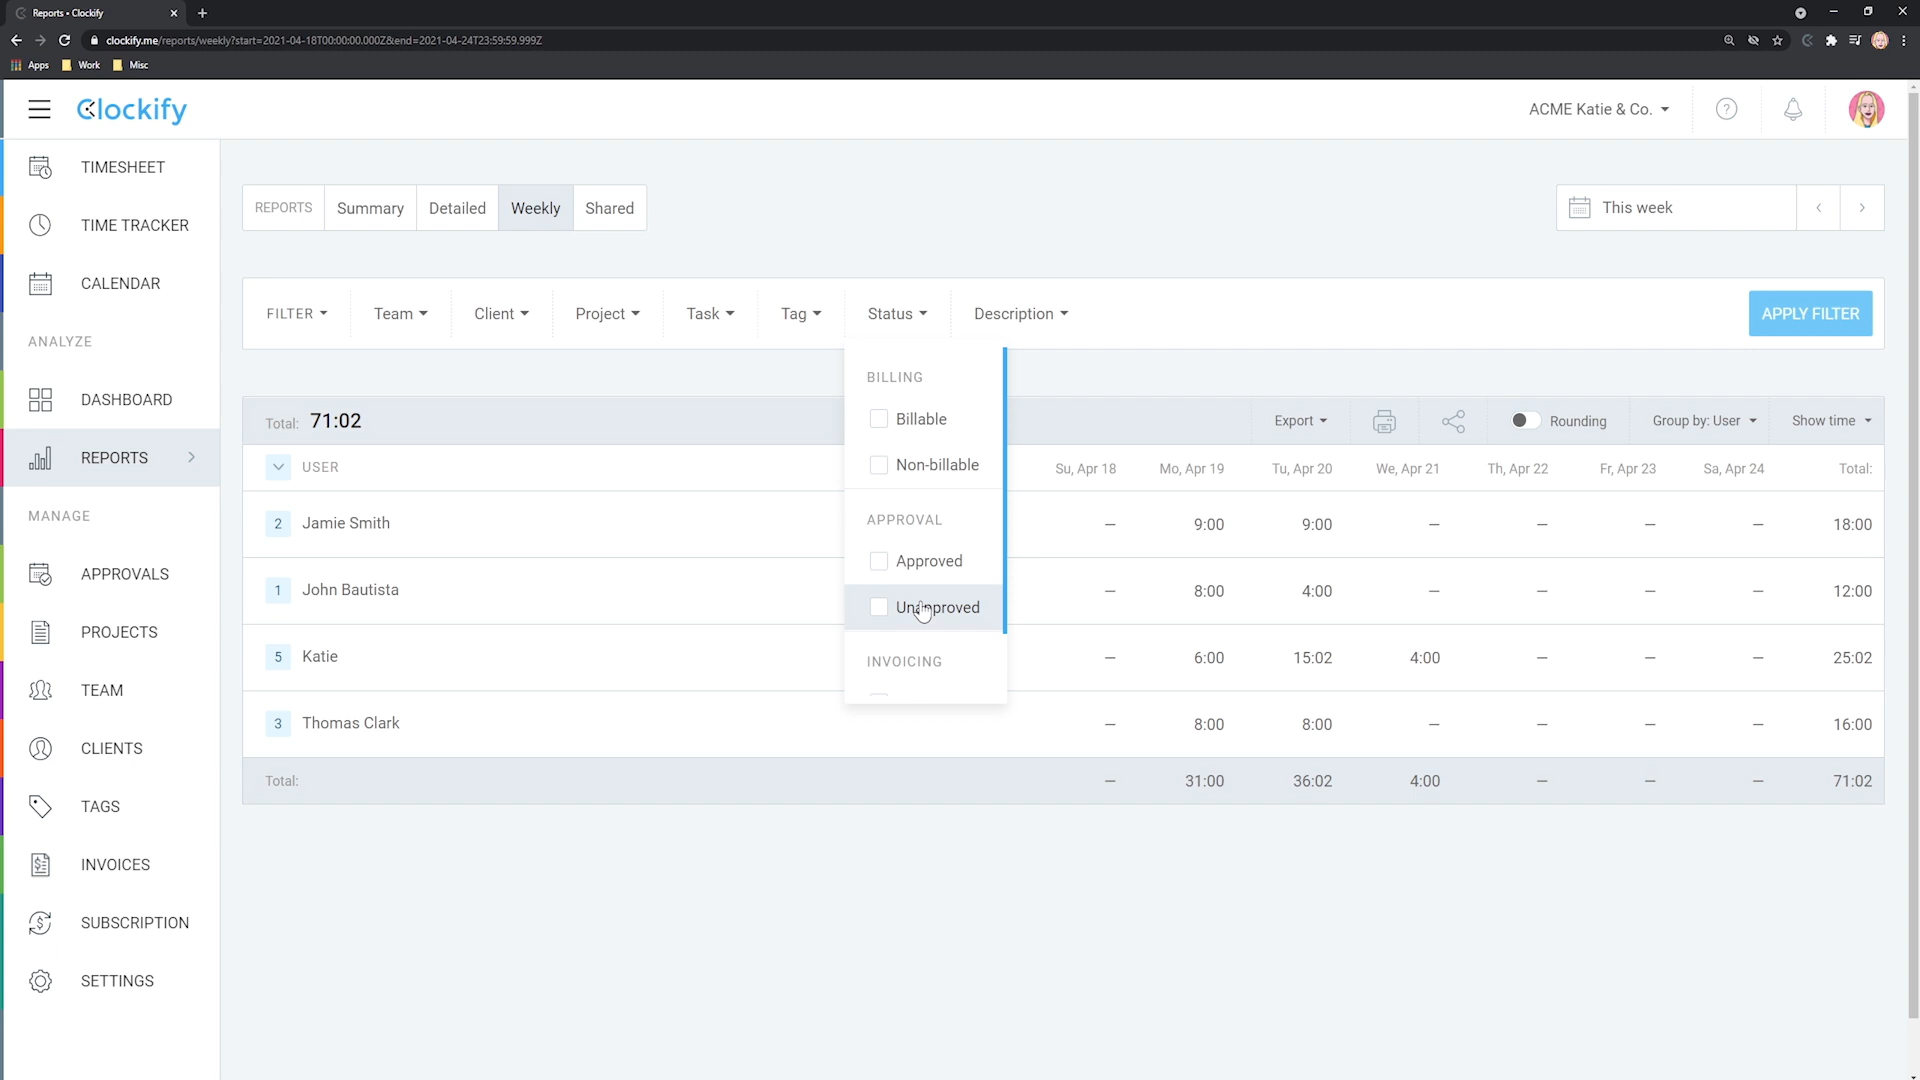 Reports • Clockify
clockify.me/reports/weekly?start=2021-04-18T00:00:00.000Z&end=2021-04-24T23:59:59.999Z
Apps Work Misc
Clockify
ACME Katie & Co.
TIMESHEET
TIME TRACKER
CALENDAR
ANALYZE
DASHBOARD
REPORTS
MANAGE
APPROVALS
PROJECTS
TEAM
CLIENTS
TAGS
INVOICES
SUBSCRIPTION
SETTINGS
REPORTS Summary Detailed Weekly Shared
This week
FILTER Team Client Project Task Tag Status Description APPLY FILTER
BILLING
Billable
Non-billable
APPROVAL
Approved
Unapproved
INVOICING
Total: 71:02 Export Rounding Group by: User Show time
USER Su, Apr 18 Mo, Apr 19 Tu, Apr 20 We, Apr 21 Th, Apr 22 Fr, Apr 23 Sa, Apr 24 Total:
2 Jamie Smith – 9:00 9:00 – – – – 18:00
1 John Bautista – 8:00 4:00 – – – – 12:00
5 Katie – 6:00 15:02 4:00 – – – 25:02
3 Thomas Clark – 8:00 8:00 – – – – 16:00
Total: – 31:00 36:02 4:00 – – – 71:02